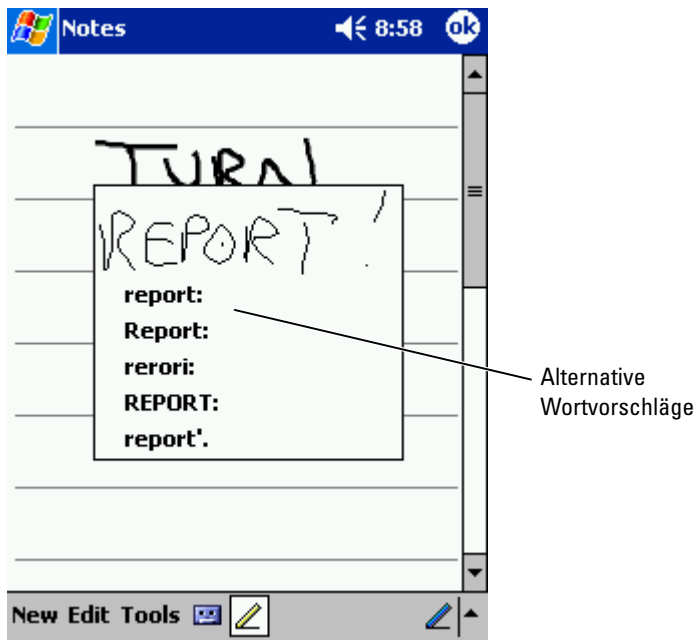 Notes 8:58 ok
TURN
REPORT!
report:
Report:
rerori:
REPORT:
report'.
Alternative
Wortvorschläge
New Edit Tools